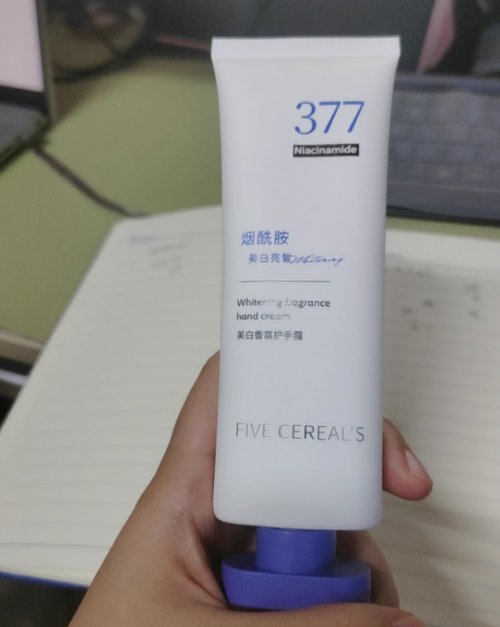 377
Niacinamide
烟酰胺
美白亮皙 Whitening
Whitening fragrance
hand cream
美白香氛护手霜
FIVE CEREAL'S